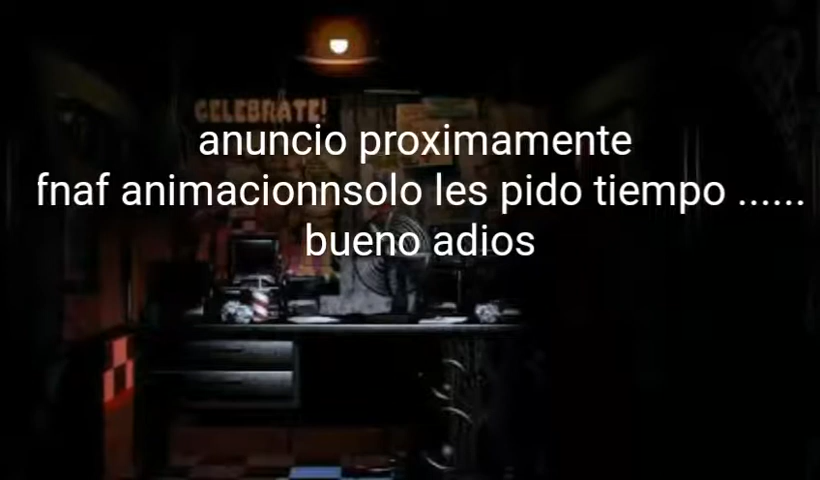 CELEBRATE!
anuncio proximamente
fnaf animacionnsolo les pido tiempo ......
bueno adios